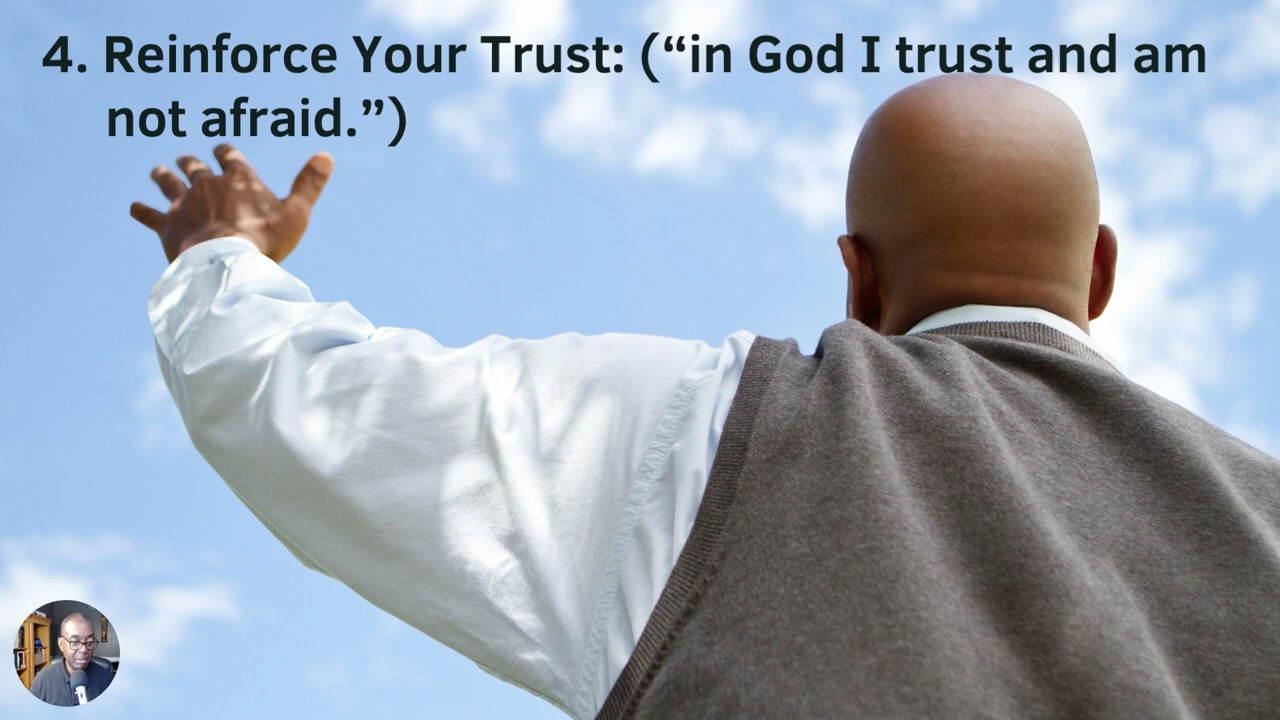 4. Reinforce Your Trust: (“in God I trust and am
not afraid.”)